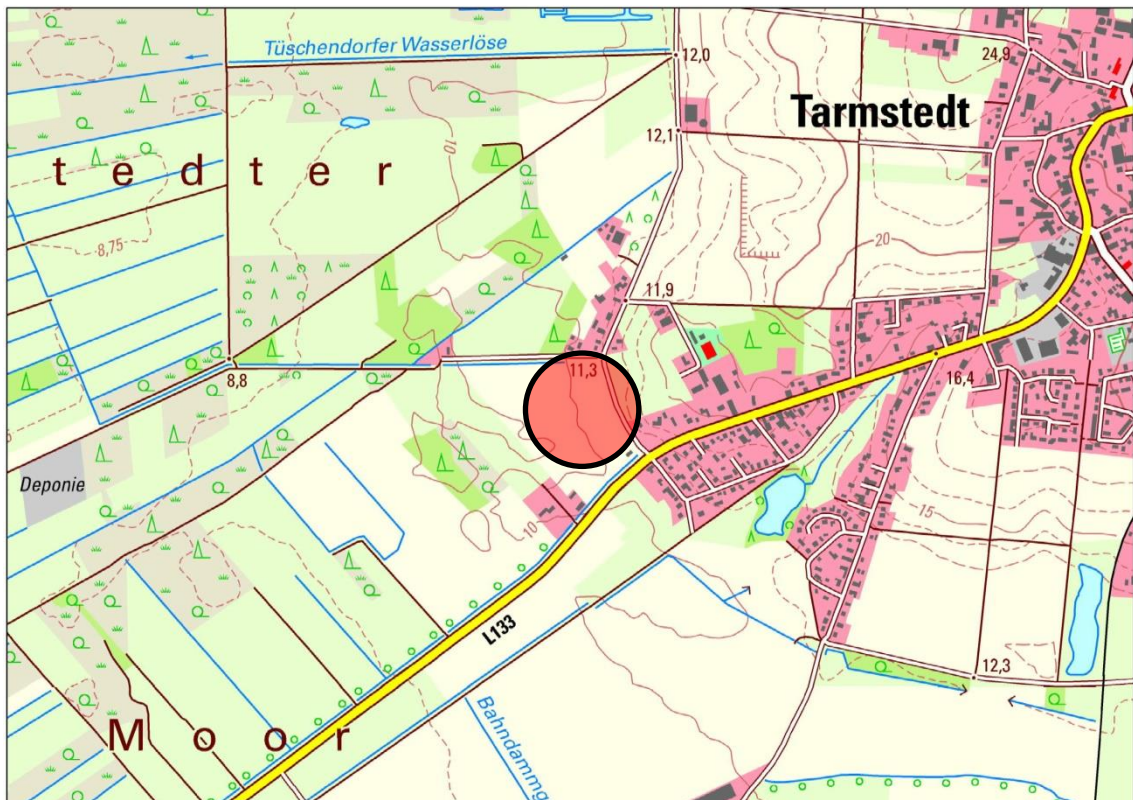 Tüschendorfer Wasserlöse
12,0
24,9
Tarmstedt
12,1
10
t e d t e r
8,75
20
11,9
11,3
8,8
16,4
Deponie
15
10
L133
12,3
Bahndammg
M o o r